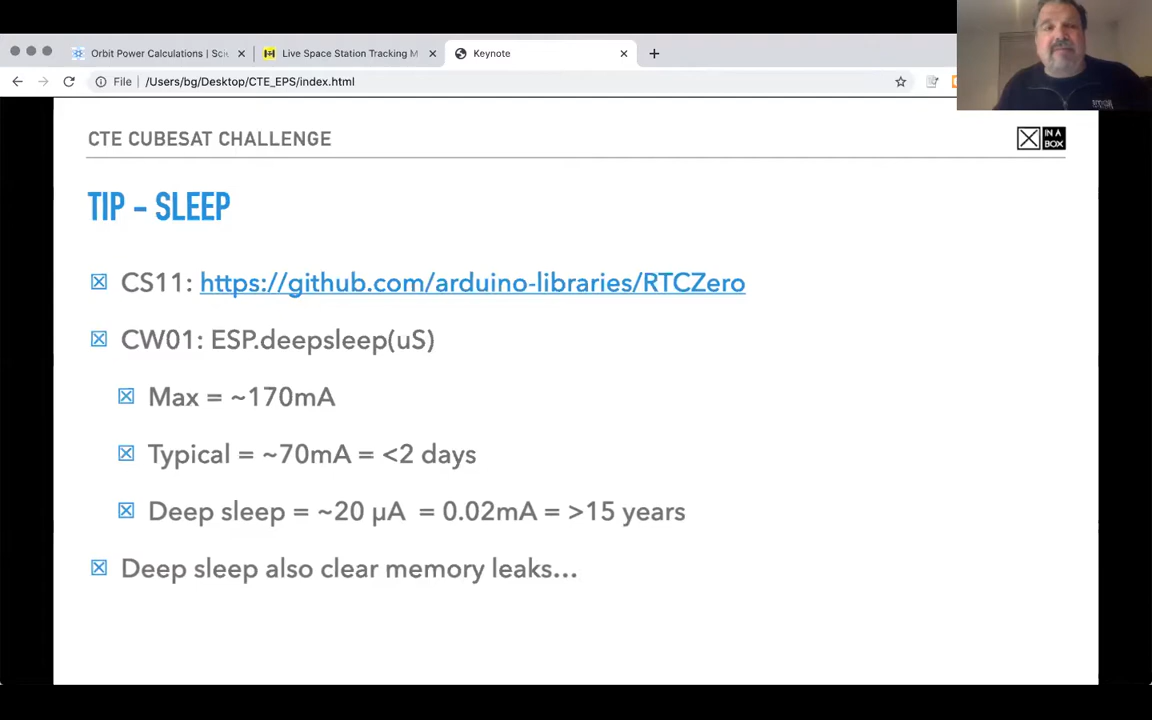 Orbit Power Calculations | Scie
Live Space Station Tracking M
Keynote
File
/Users/bg/Desktop/CTE_EPS/index.html
CTE CUBESAT CHALLENGE
IN A
BOX
TIP – SLEEP
CS11: https://github.com/arduino-libraries/RTCZero
CW01: ESP.deepsleep(uS)
Max = ~170mA
Typical = ~70mA = <2 days
Deep sleep = ~20 µA = 0.02mA = >15 years
Deep sleep also clear memory leaks...